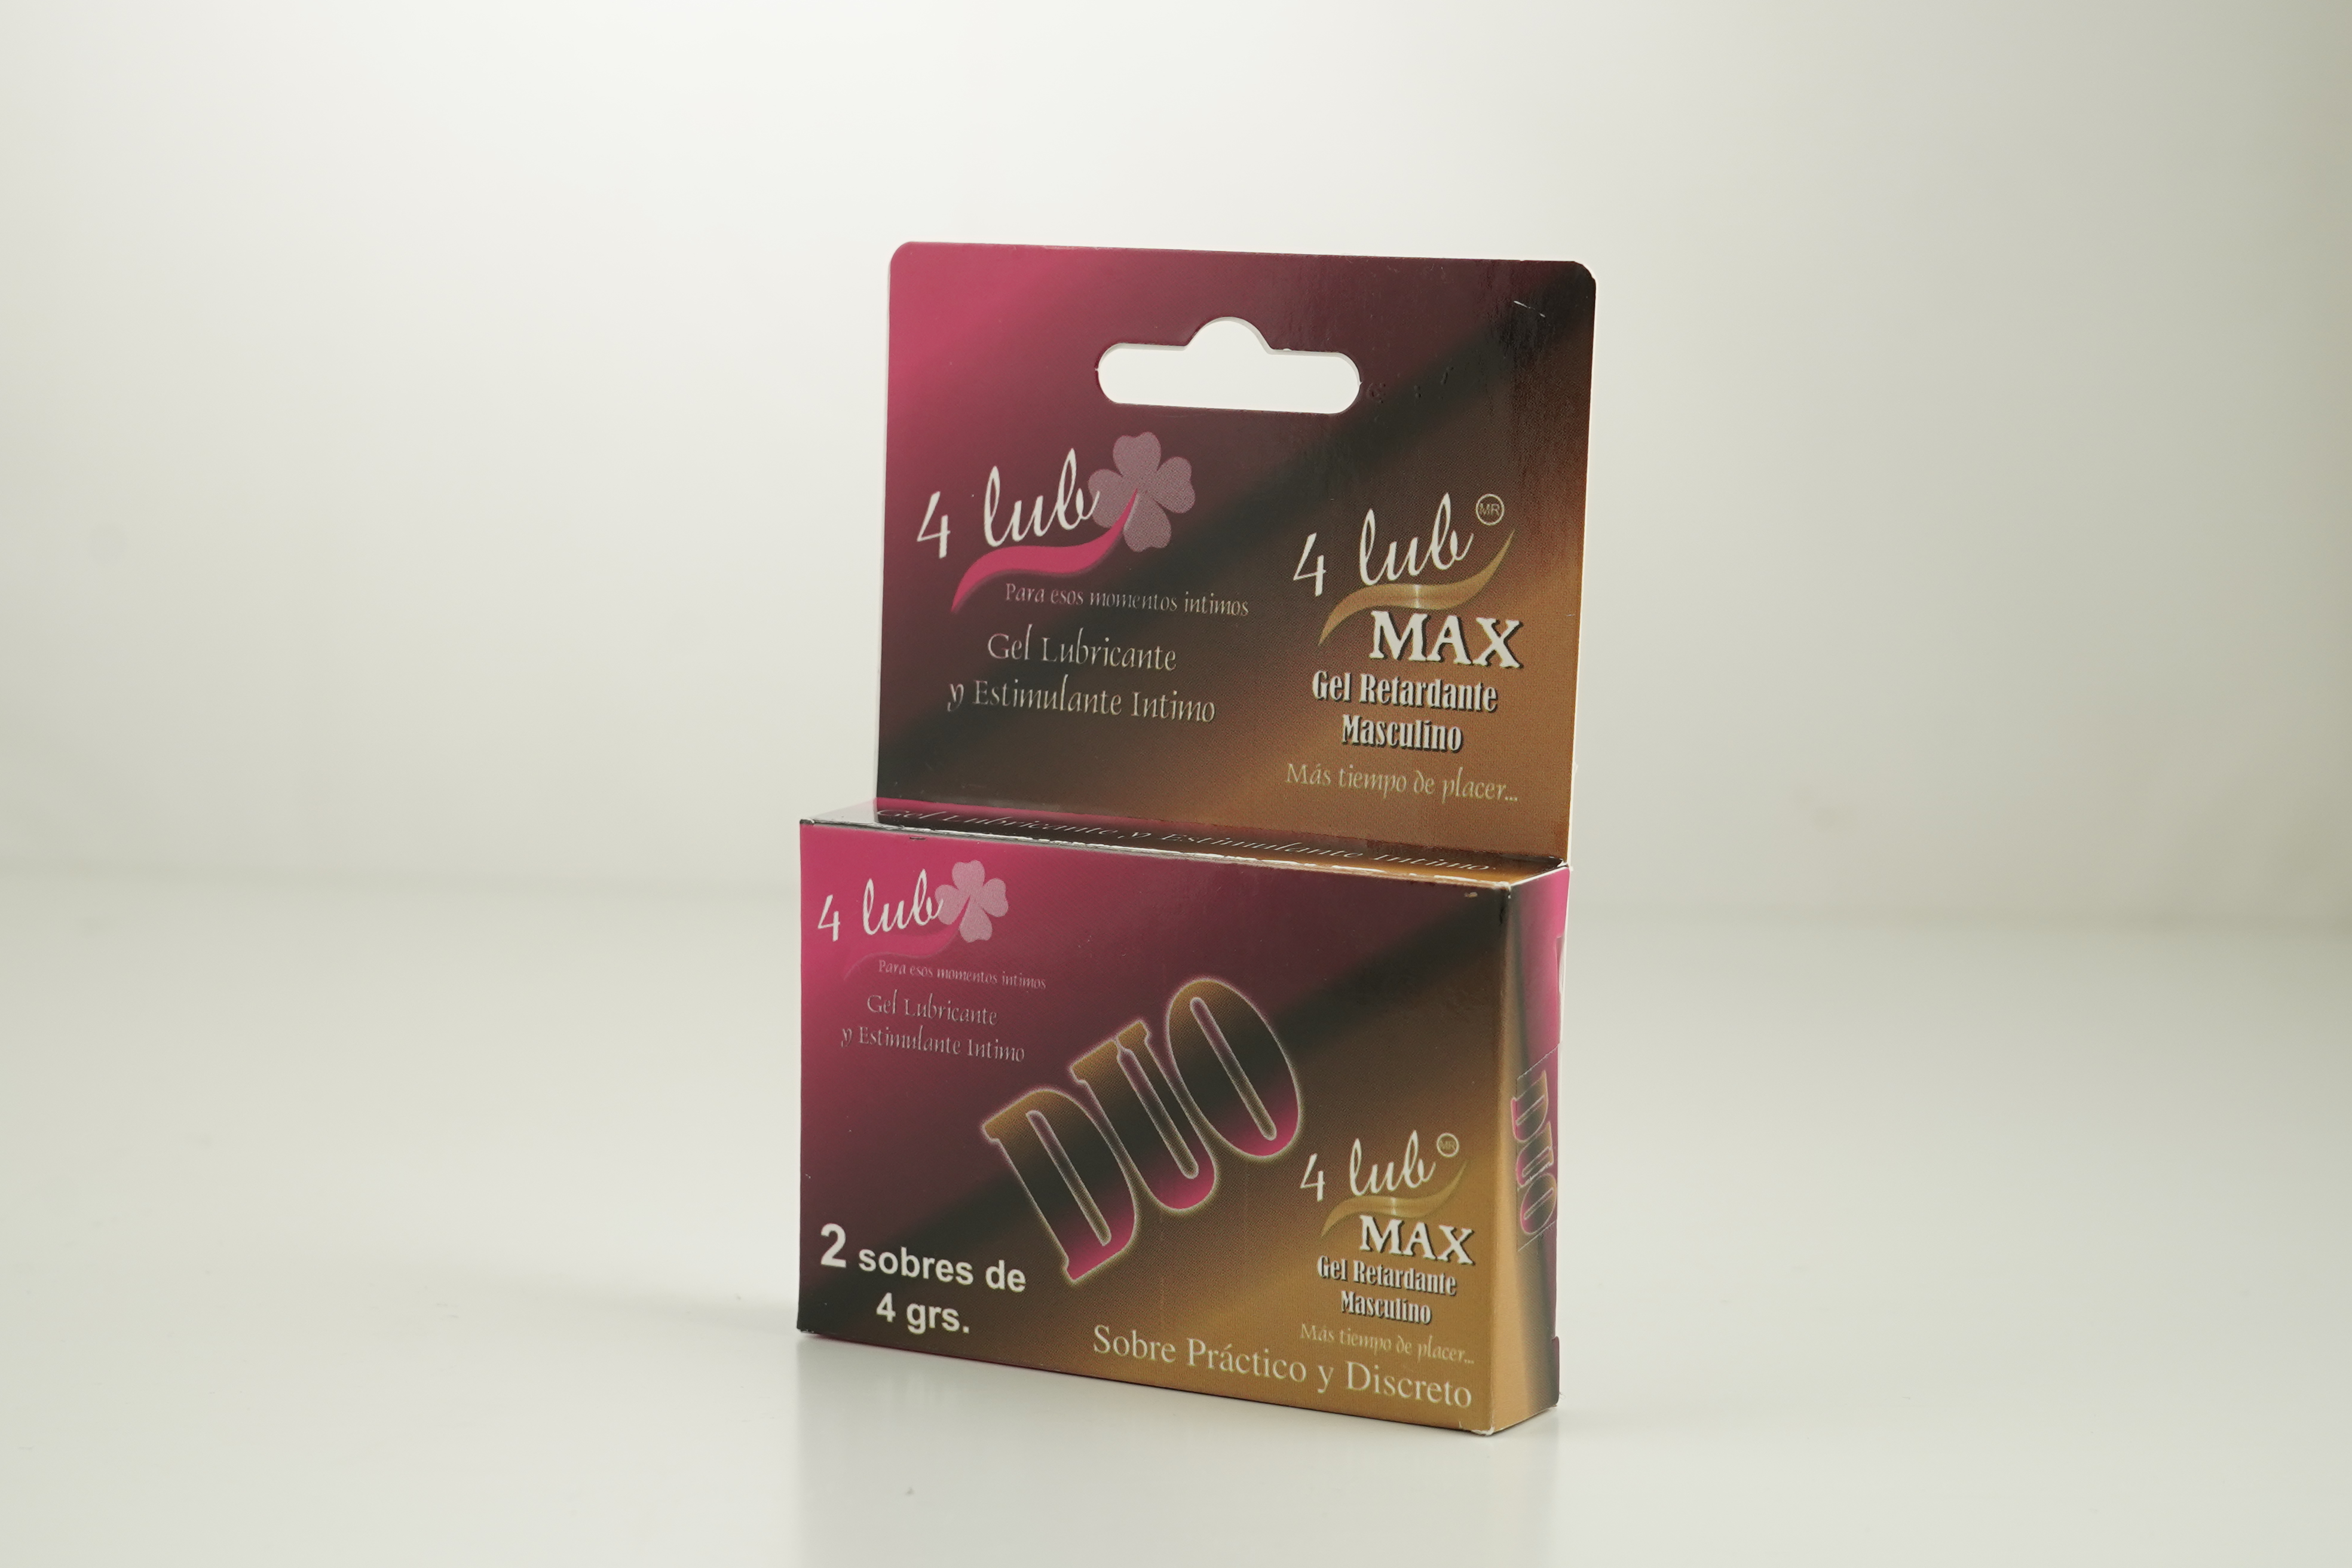 4 lub
Para esos momentos intimos
Gel Lubricante
y Estimulante Intimo
4 lub MR
MAX
Gel Retardante
Masculino
Más tiempo de placer...
Gel Lubricante y Estimulante Intimo
4 lub
Para esos momentos intimos
Gel Lubricante
y Estimulante Intimo
DUO
2 sobres de
4 grs.
4 lub MR
MAX
Gel Retardante
Masculino
Más tiempo de placer...
Sobre Práctico y Discreto
DUO